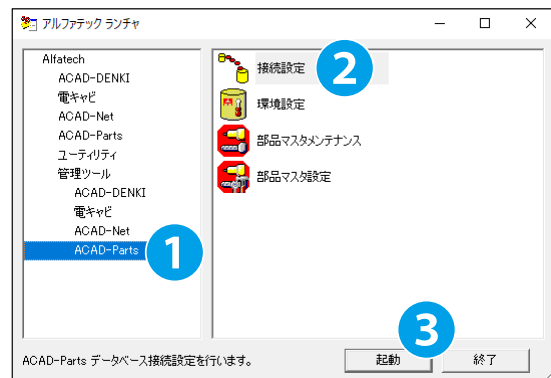 アルファテック ランチャ
Alfatech
ACAD-DENKI
電キャビ
ACAD-Net
ACAD-Parts
ユーティリティ
管理ツール
ACAD-DENKI
電キャビ
ACAD-Net
ACAD-Parts
1
接続設定
2
環境設定
部品マスタメンテナンス
部品マスタ設定
3
ACAD-Parts データベース接続設定を行います。
起動
終了